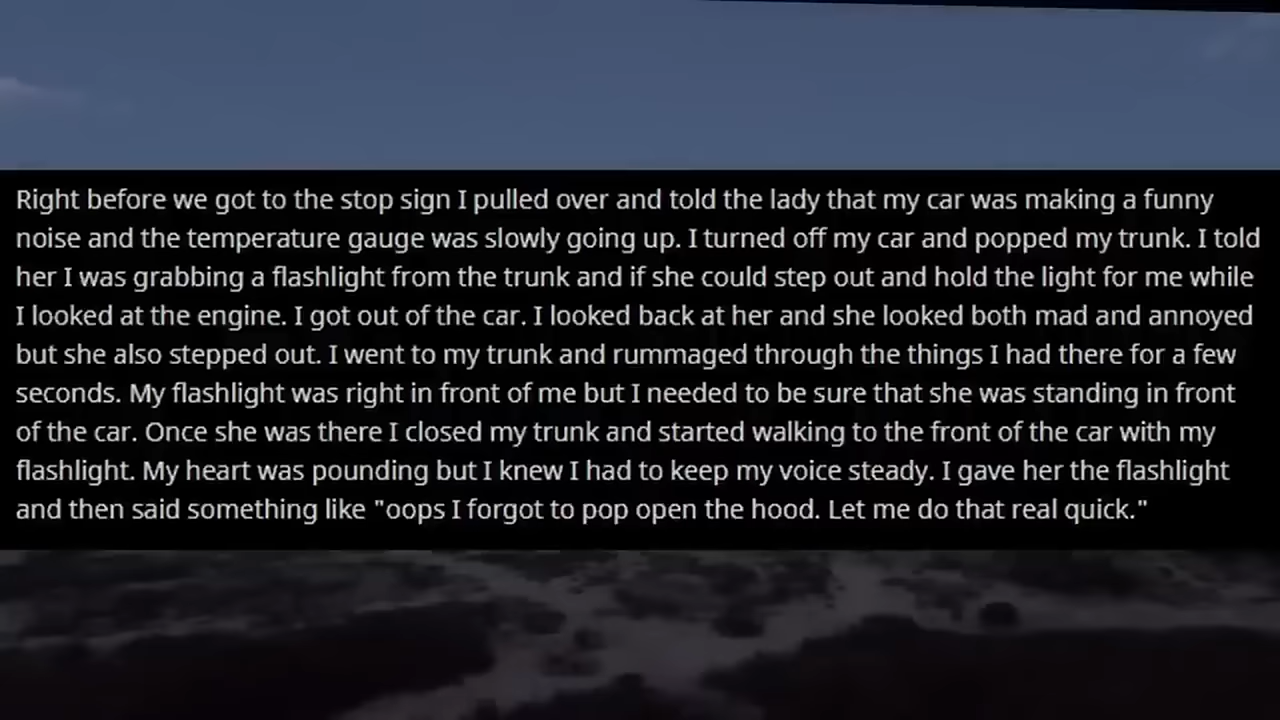 Right before we got to the stop sign I pulled over and told the lady that my car was making a funny
noise and the temperature gauge was slowly going up. I turned off my car and popped my trunk. I told
her I was grabbing a flashlight from the trunk and if she could step out and hold the light for me while
I looked at the engine. I got out of the car. I looked back at her and she looked both mad and annoyed
but she also stepped out. I went to my trunk and rummaged through the things I had there for a few
seconds. My flashlight was right in front of me but I needed to be sure that she was standing in front
of the car. Once she was there I closed my trunk and started walking to the front of the car with my
flashlight. My heart was pounding but I knew I had to keep my voice steady. I gave her the flashlight
and then said something like "oops I forgot to pop open the hood. Let me do that real quick."